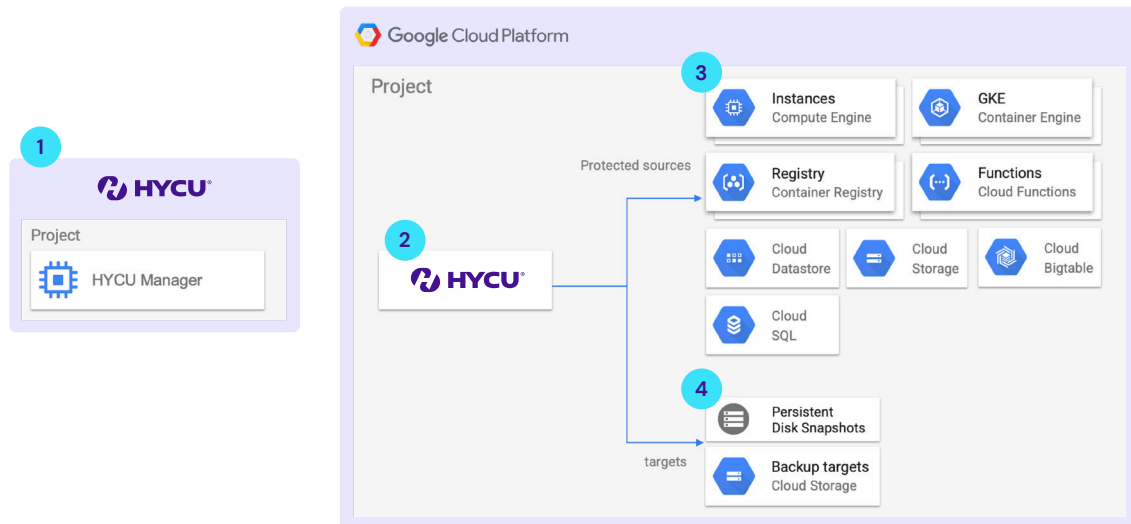 1
HYCU®
Project
HYCU Manager
Google Cloud Platform
Project
2
HYCU®
Protected sources
targets
3
Instances
Compute Engine
GKE
Container Engine
Registry
Container Registry
Functions
Cloud Functions
Cloud
Datastore
Cloud
Storage
Cloud
Bigtable
Cloud
SQL
4
Persistent
Disk Snapshots
Backup targets
Cloud Storage